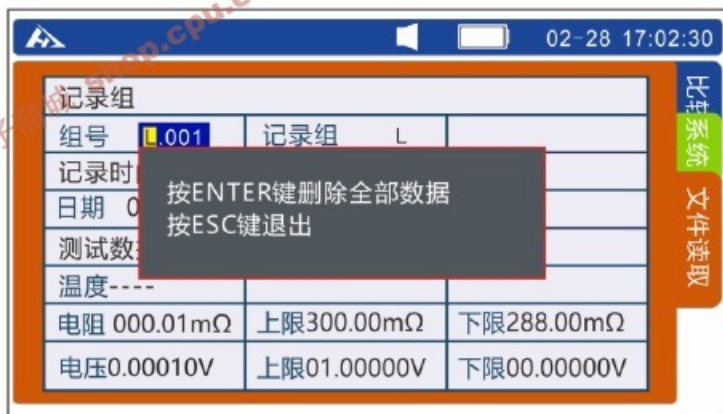 02-28 17:02:30
记录组
组号 L.001 记录组 L
记录时
日期 0
测试数
按ENTER键删除全部数据
按ESC键退出
温度----
电阻 000.01mΩ 上限300.00mΩ 下限288.00mΩ
电压0.00010V 上限01.00000V 下限00.00000V
比较
系统
文件读取
shop.cpu.c